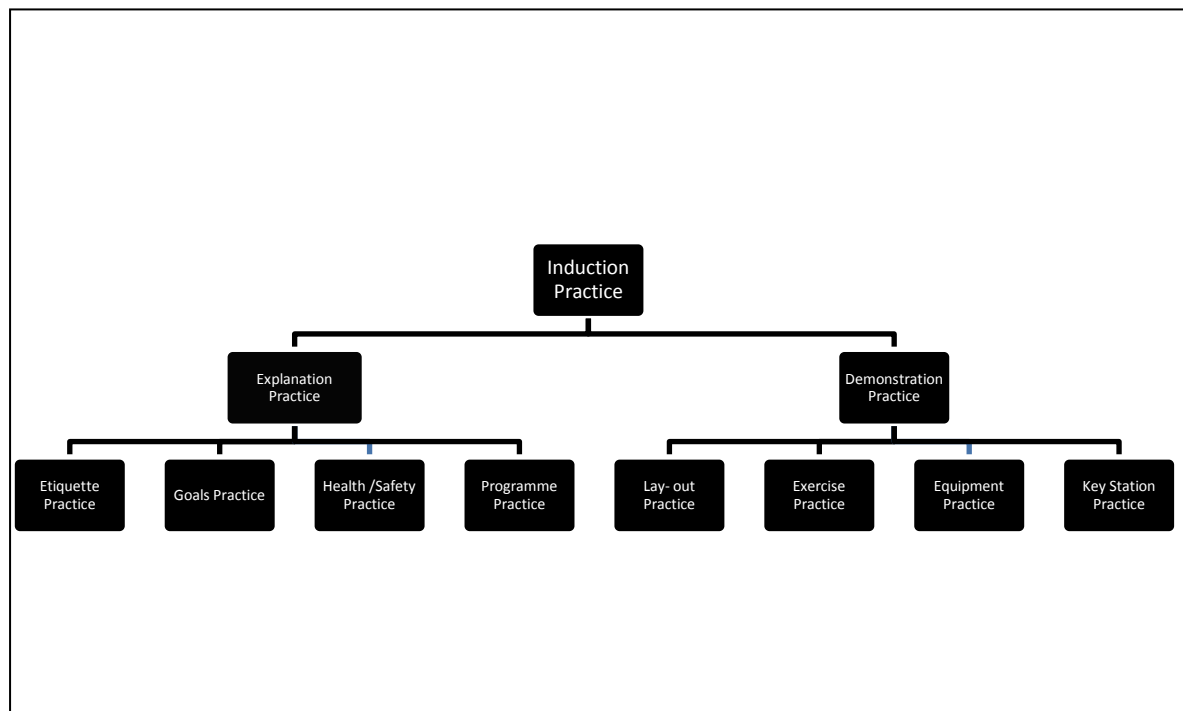 Induction
Practice
Explanation
Practice
Demonstration
Practice
Etiquette
Practice
Goals Practice
Health /Safety
Practice
Programme
Practice
Lay- out
Practice
Exercise
Practice
Equipment
Practice
Key Station
Practice